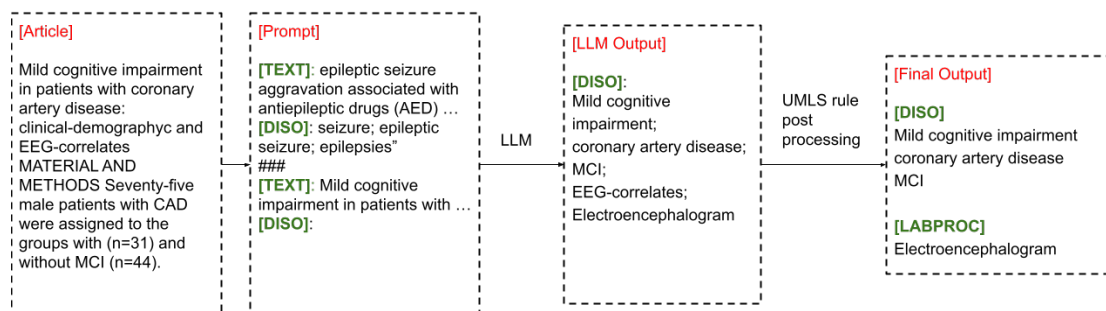 [Article]
Mild cognitive impairment
in patients with coronary
artery disease:
clinical-demographyc and
EEG-correlates
MATERIAL AND
METHODS Seventy-five
male patients with CAD
were assigned to the
groups with (n=31) and
without MCI (n=44).
[Prompt]
[TEXT]: epileptic seizure
aggravation associated with
antiepileptic drugs (AED) …
[DISO]: seizure; epileptic
seizure; epilepsies”
###
[TEXT]: Mild cognitive
impairment in patients with …
[DISO]:
LLM
[LLM Output]
[DISO]:
Mild cognitive
impairment;
coronary artery disease;
MCI;
EEG-correlates;
Electroencephalogram
UMLS rule
post
processing
[Final Output]
[DISO]
Mild cognitive impairment
coronary artery disease
MCI
[LABPROC]
Electroencephalogram